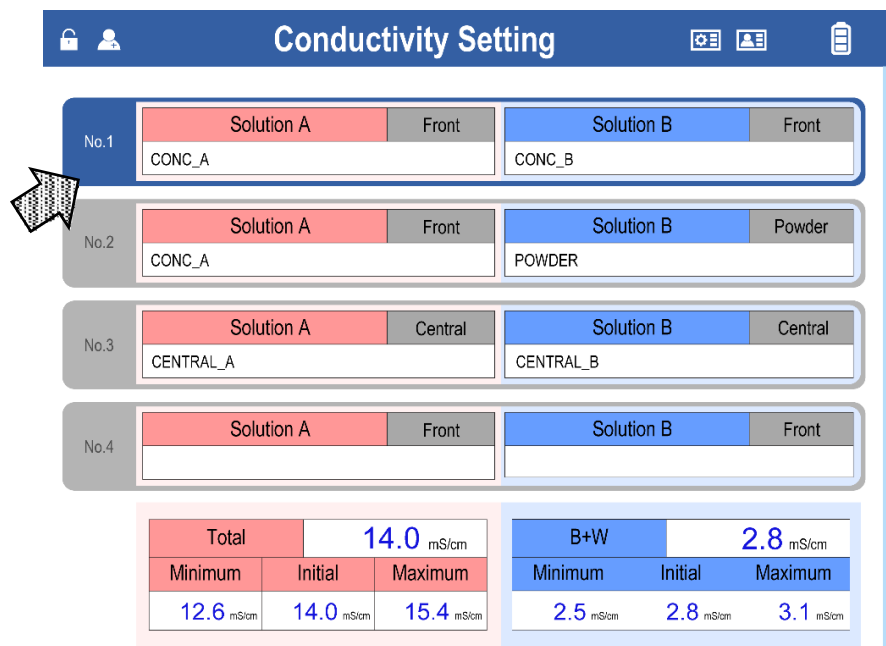 Conductivity Setting
No.1 Solution A Front Solution B Front
CONC_A CONC_B
No.2 Solution A Front Solution B Powder
CONC_A POWDER
No.3 Solution A Central Solution B Central
CENTRAL_A CENTRAL_B
No.4 Solution A Front Solution B Front
Total 14.0 mS/cm B+W 2.8 mS/cm
Minimum Initial Maximum Minimum Initial Maximum
12.6 mS/cm 14.0 mS/cm 15.4 mS/cm 2.5 mS/cm 2.8 mS/cm 3.1 mS/cm